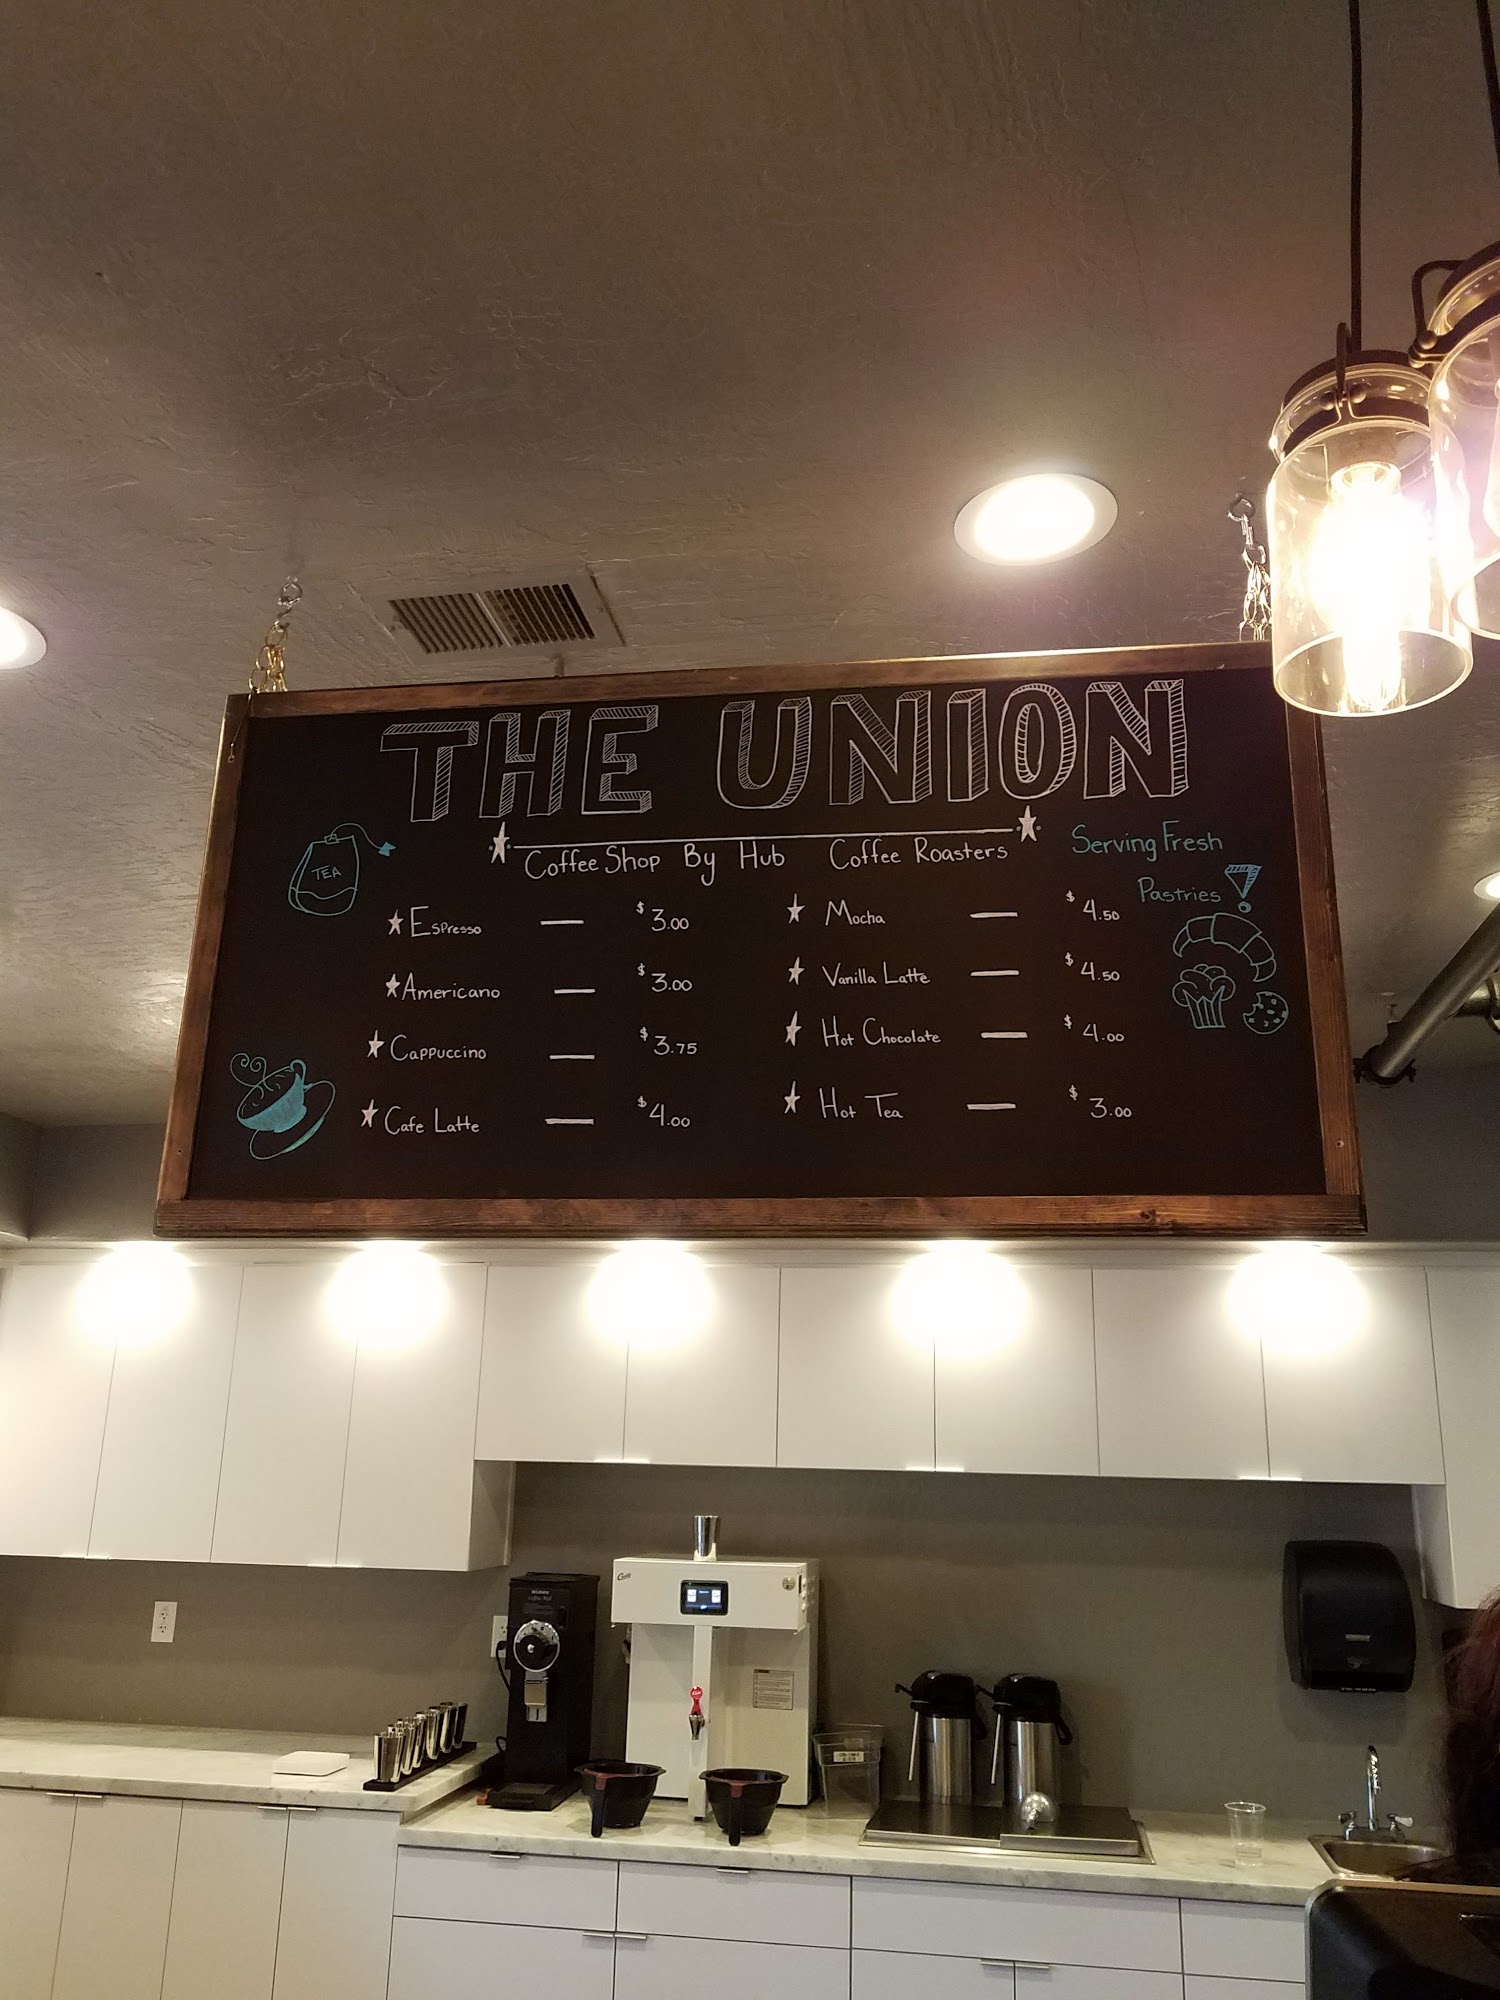 THE UNION
Coffee Shop By Hub Coffee Roasters
Serving Fresh
Pastries!
TEA
Espresso — $3.00
Americano — $3.00
Cappuccino — $3.75
Cafe Latte — $4.00
Mocha — $4.50
Vanilla Latte — $4.50
Hot Chocolate — $4.00
Hot Tea — $3.00
Curtis